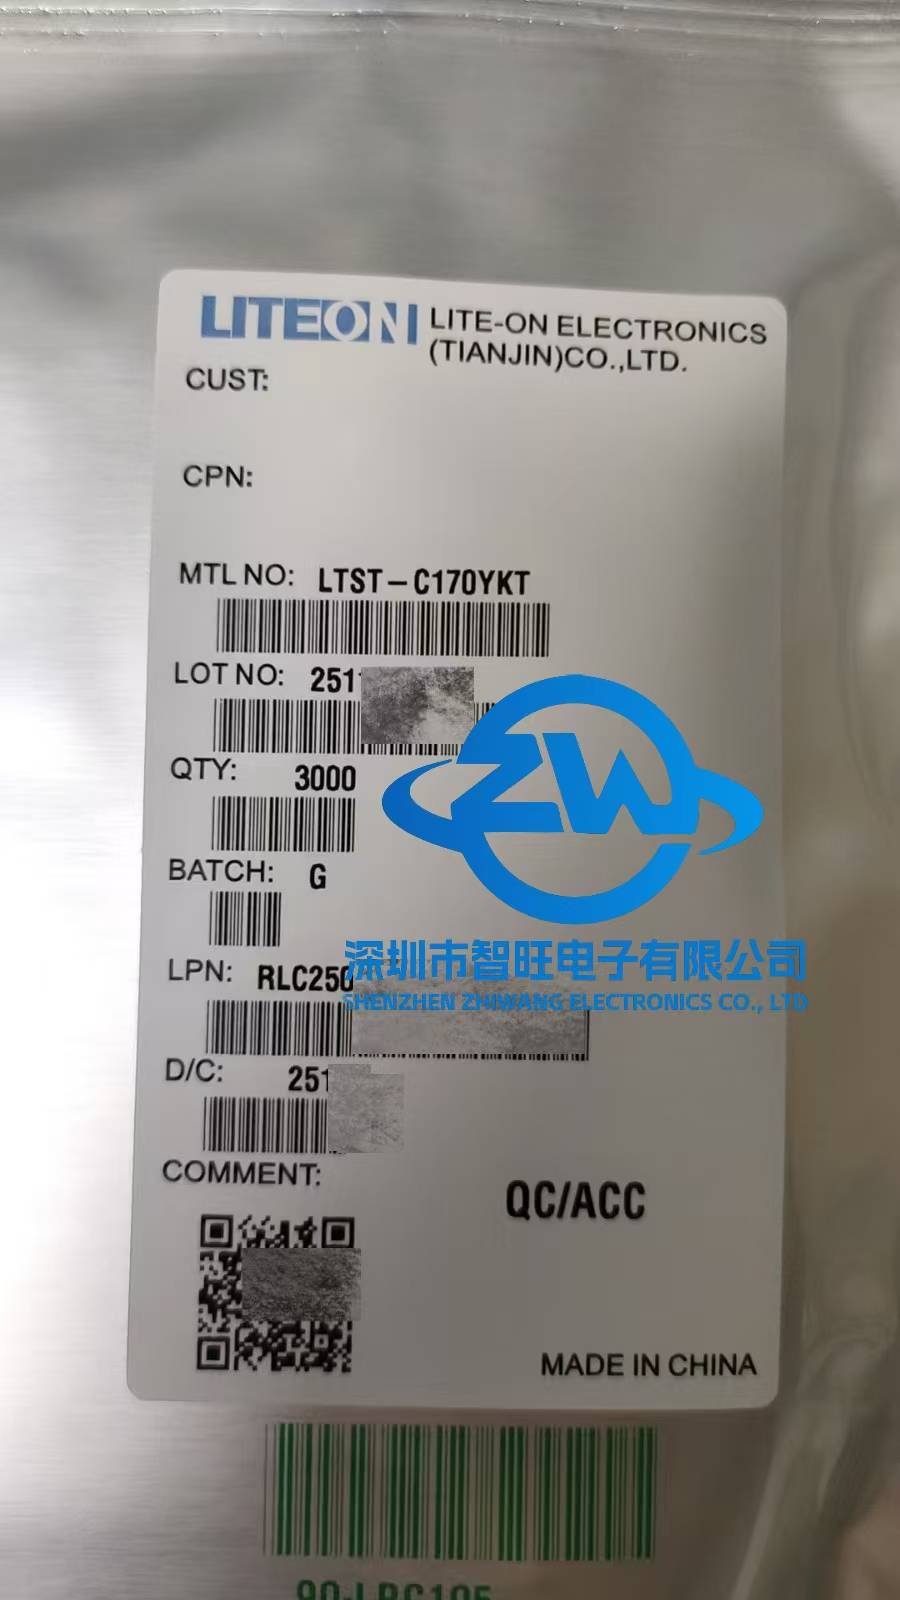 LITEON LITE-ON ELECTRONICS
(TIANJIN)CO.,LTD.
CUST:
CPN:
MTL NO: LTST-C170YKT
LOT NO: 251
QTY: 3000
ZW
BATCH: G
深圳市智旺电子有限公司
LPN: RLC250
SHENZHEN ZHIWANG ELECTRONICS CO., LTD
D/C: 251
COMMENT:
QC/ACC
MADE IN CHINA